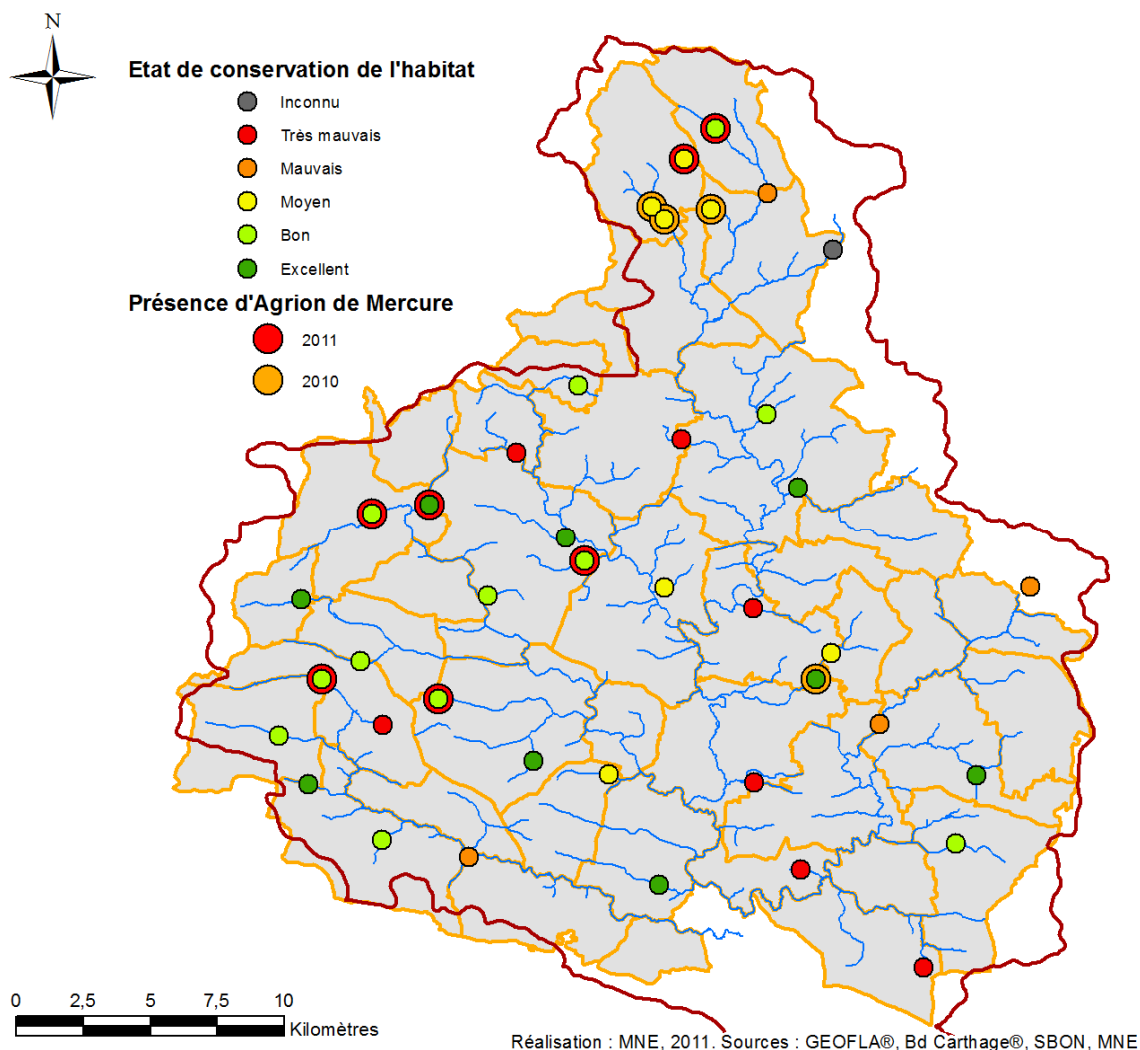 N
Etat de conservation de l'habitat
Inconnu
Très mauvais
Mauvais
Moyen
Bon
Excellent
Présence d'Agrion de Mercure
2011
2010
0 2,5 5 7,5 10
Kilomètres
Réalisation : MNE, 2011. Sources : GEOFLA®, Bd Carthage®, SBON, MNE